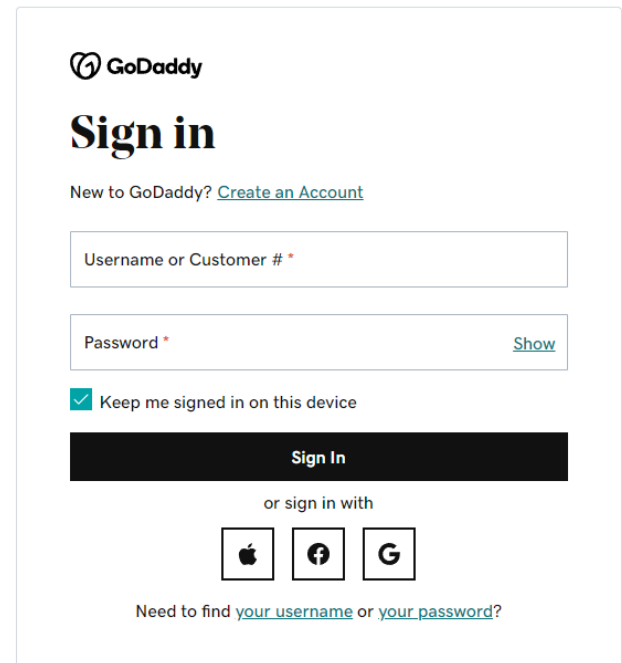 GoDaddy
Sign in
New to GoDaddy? Create an Account
Username or Customer # *
Password * Show
Keep me signed in on this device
Sign In
or sign in with
Need to find your username or your password?